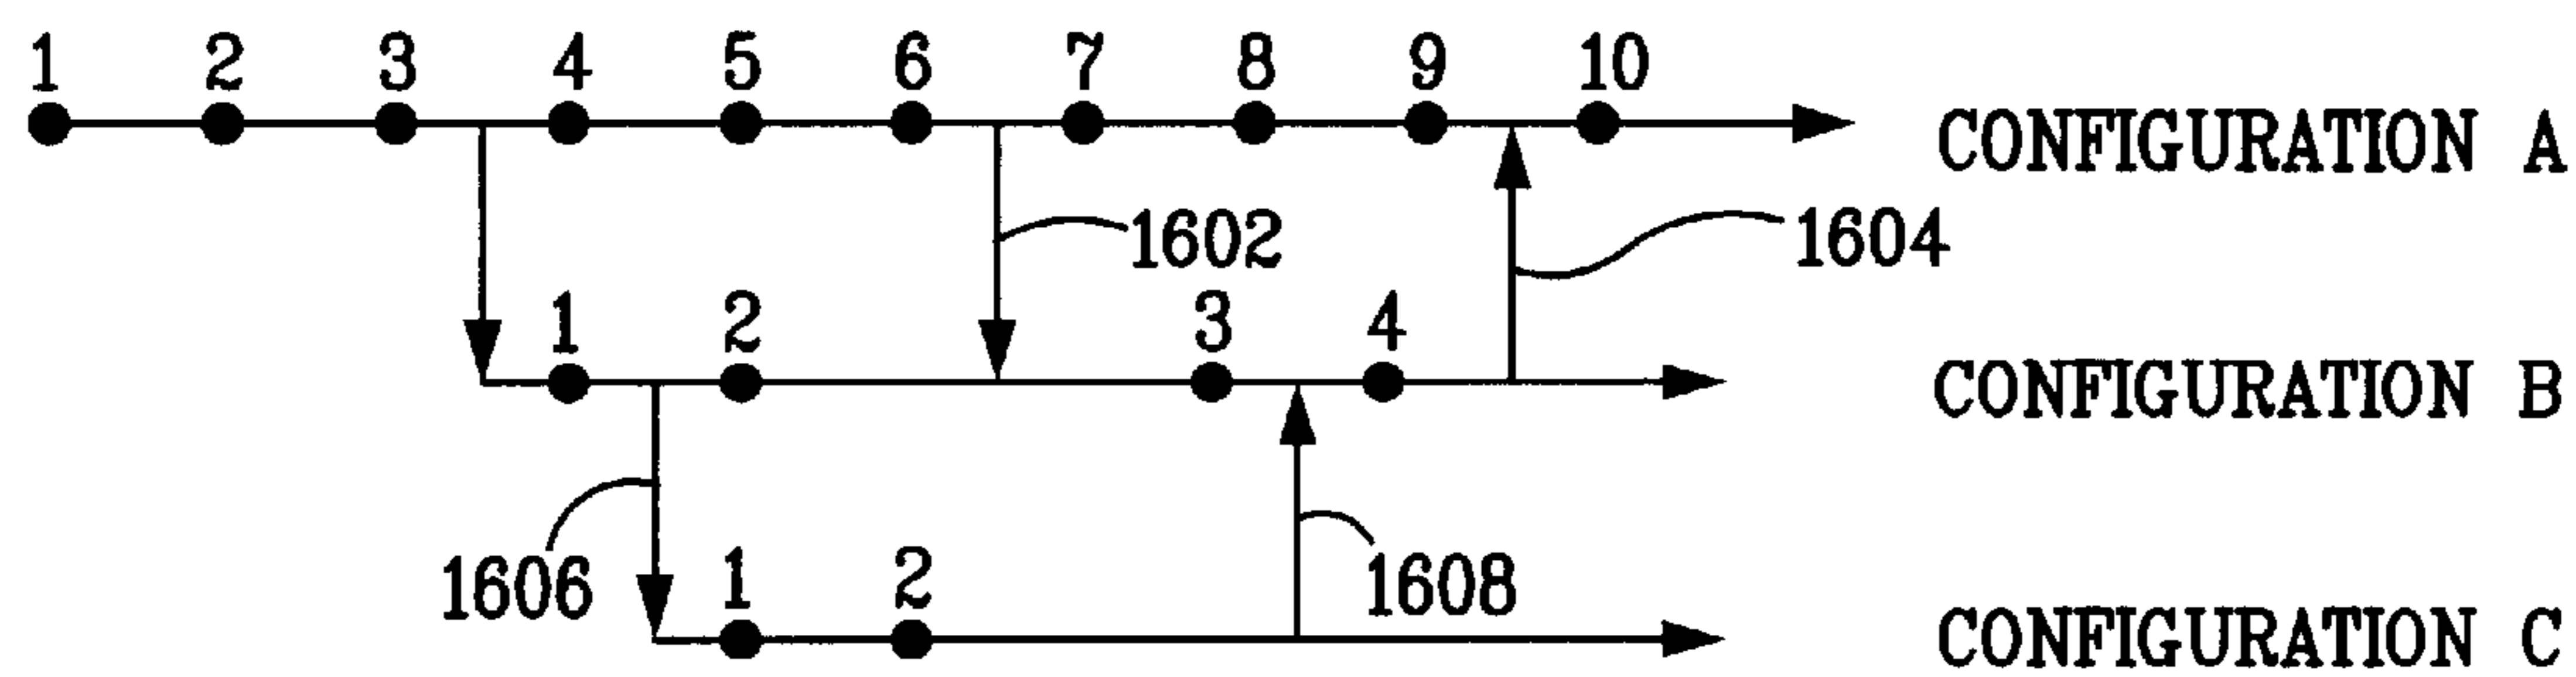 1 2 3 4 5 6 7 8 9 10
CONFIGURATION A
1602 1604
1 2 3 4
CONFIGURATION B
1606 1 2 1608
CONFIGURATION C